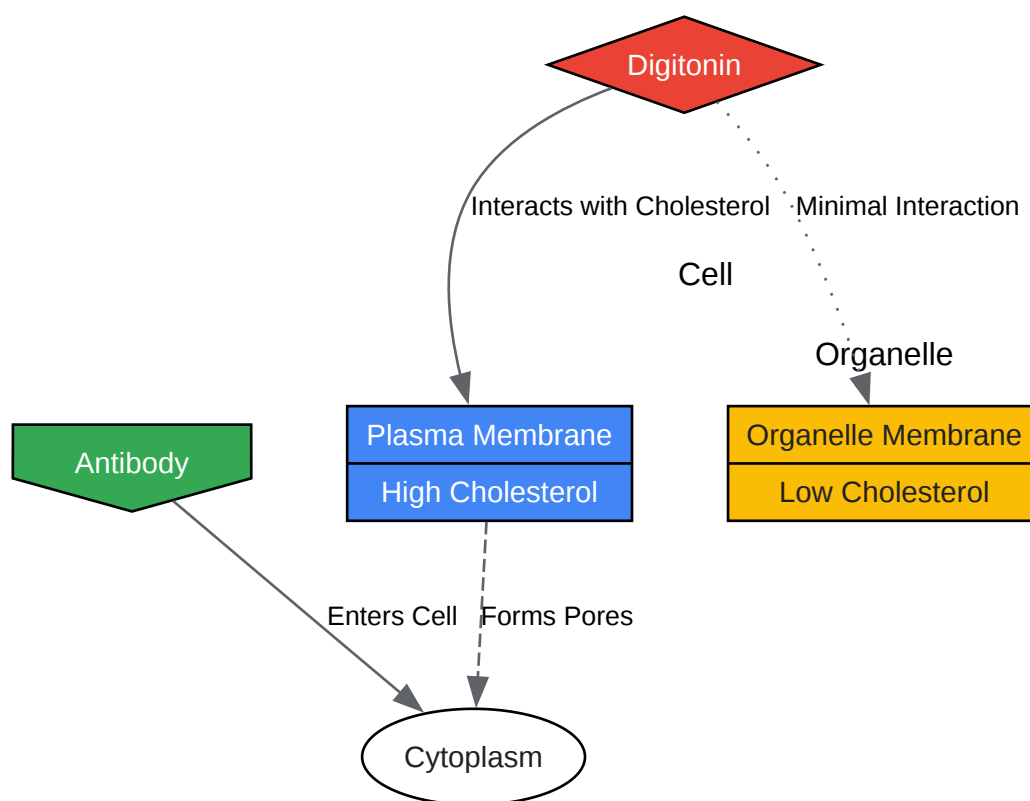 Digitonin
Interacts with Cholesterol
Minimal Interaction
Cell
Organelle
Antibody
Plasma Membrane
High Cholesterol
Organelle Membrane
Low Cholesterol
Enters Cell
Forms Pores
Cytoplasm